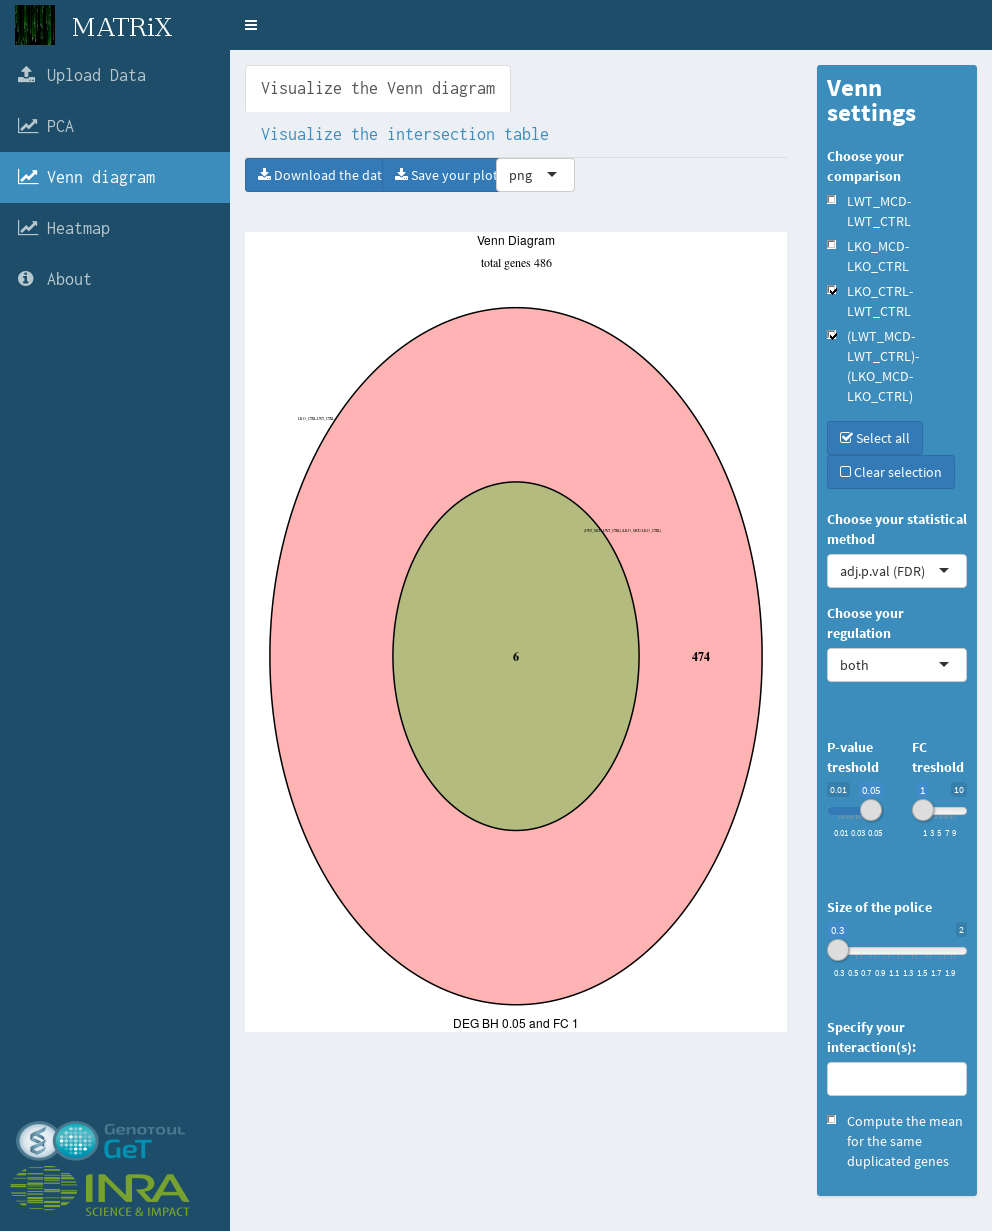 MATRiX
Upload Data
PCA
Venn diagram
Heatmap
About
Visualize the Venn diagram
Visualize the intersection table
Download the dat
Save your plot
png
Venn Diagram
total genes 486
LKO_CTRL-LWT_CTRL
(LWT_MCD-LWT_CTRL)-(LKO_MCD-LKO_CTRL)
6
474
DEG BH 0.05 and FC 1
Venn
settings
Choose your
comparison
LWT_MCD-
LWT_CTRL
LKO_MCD-
LKO_CTRL
LKO_CTRL-
LWT_CTRL
(LWT_MCD-
LWT_CTRL)-
(LKO_MCD-
LKO_CTRL)
Select all
Clear selection
Choose your statistical
method
adj.p.val (FDR)
Choose your
regulation
both
P-value
treshold
0.01 0.05
0.01 0.03 0.05
FC
treshold
1 10
1 3 5 7 9
Size of the police
0.3 2
0.3 0.5 0.7 0.9 1.1 1.3 1.5 1.7 1.9
Specify your
interaction(s):
Compute the mean
for the same
duplicated genes
GENOTOUL
GeT
INRA
SCIENCE & IMPACT